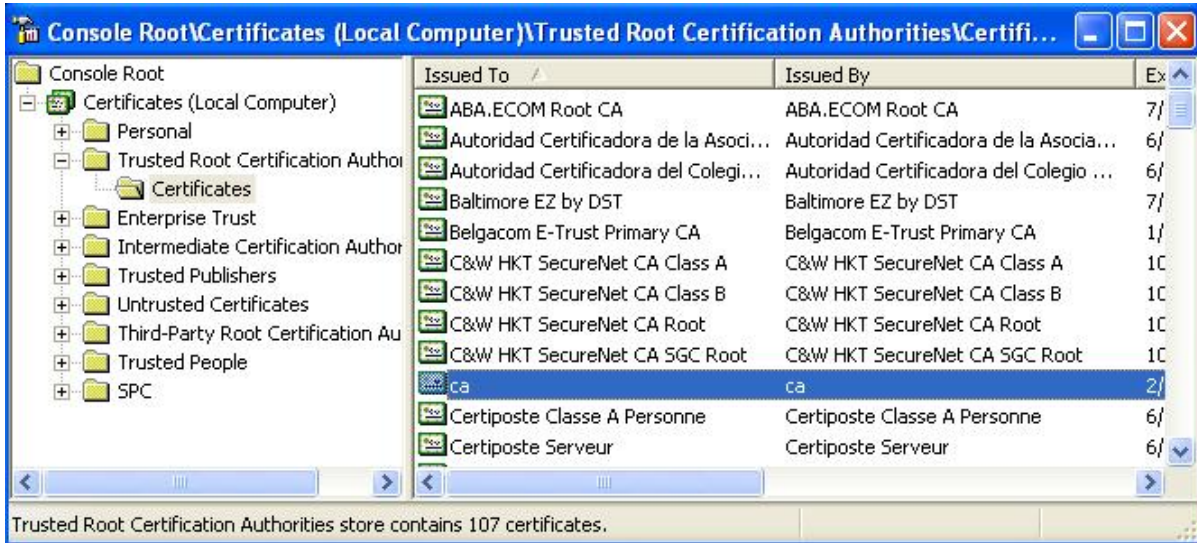 Console Root\Certificates (Local Computer)\Trusted Root Certification Authorities\Certifi...
Console Root
Certificates (Local Computer)
Personal
Trusted Root Certification Author
Certificates
Enterprise Trust
Intermediate Certification Author
Trusted Publishers
Untrusted Certificates
Third-Party Root Certification Au
Trusted People
SPC
Issued To Issued By Ex
ABA.ECOM Root CA ABA.ECOM Root CA 7/
Autoridad Certificadora de la Asoci... Autoridad Certificadora de la Asocia... 6/
Autoridad Certificadora del Colegi... Autoridad Certificadora del Colegio ... 6/
Baltimore EZ by DST Baltimore EZ by DST 7/
Belgacom E-Trust Primary CA Belgacom E-Trust Primary CA 1/
C&W HKT SecureNet CA Class A C&W HKT SecureNet CA Class A 10
C&W HKT SecureNet CA Class B C&W HKT SecureNet CA Class B 10
C&W HKT SecureNet CA Root C&W HKT SecureNet CA Root 10
C&W HKT SecureNet CA SGC Root C&W HKT SecureNet CA SGC Root 10
ca ca 2/
Certiposte Classe A Personne Certiposte Classe A Personne 6/
Certiposte Serveur Certiposte Serveur 6/
Trusted Root Certification Authorities store contains 107 certificates.